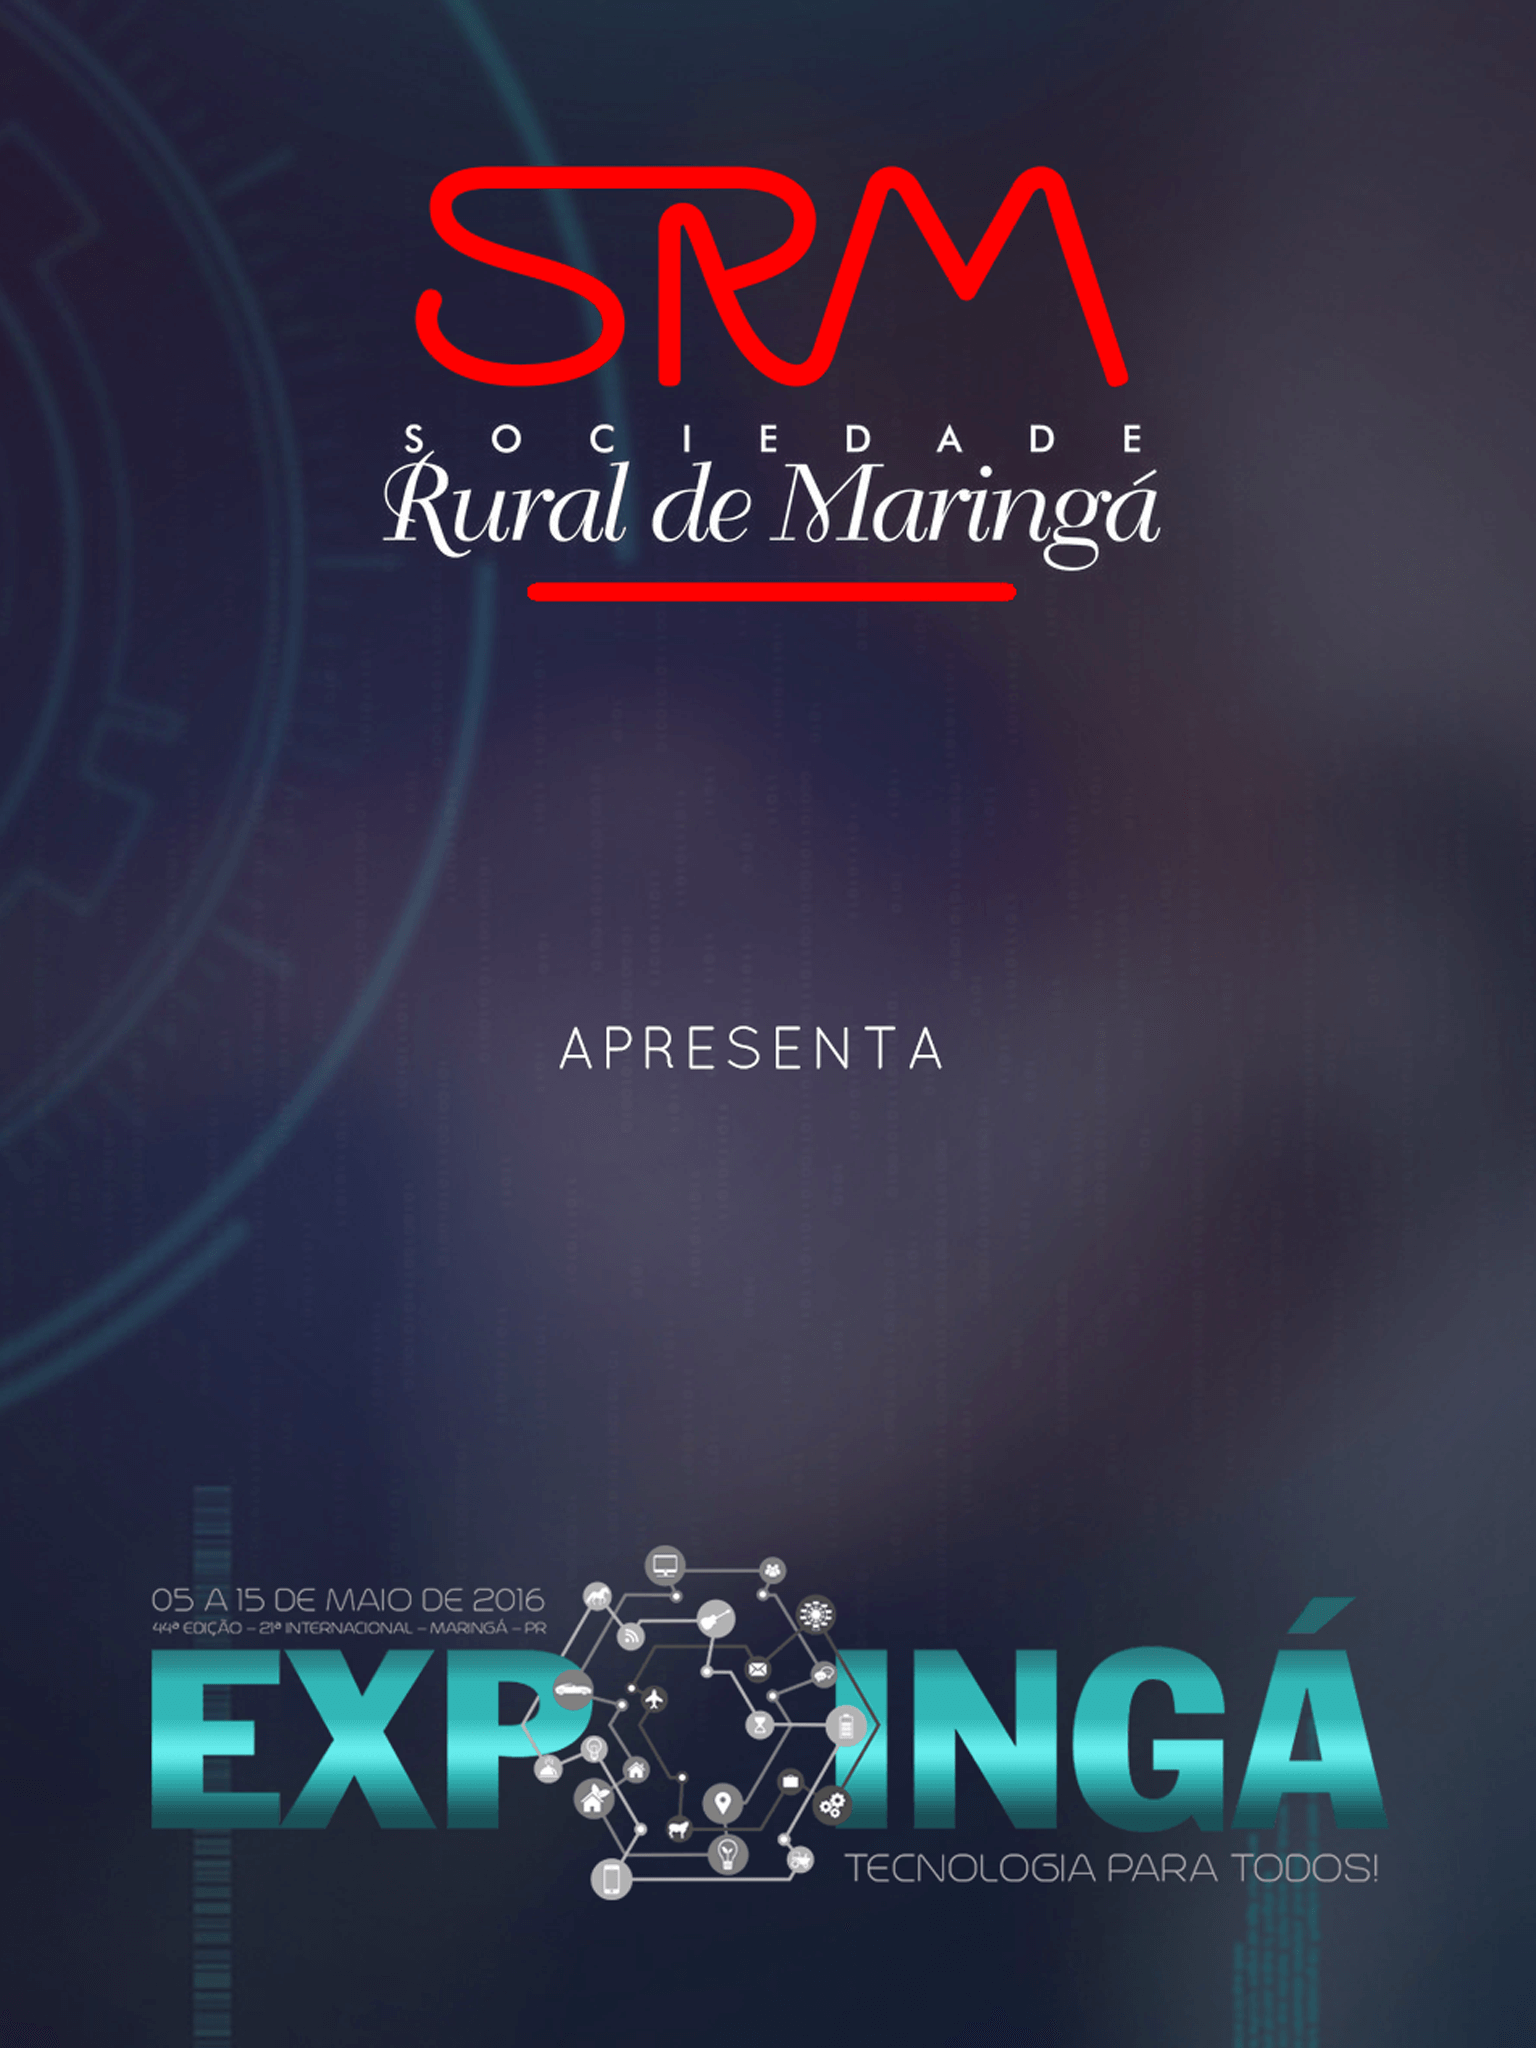 SRM
SOCIEDADE
Rural de Maringá
APRESENTA
05 A 15 DE MAIO DE 2016
44ª EDIÇÃO – 21ª INTERNACIONAL – MARINGÁ – PR
EXPOINGÁ
TECNOLOGIA PARA TODOS!